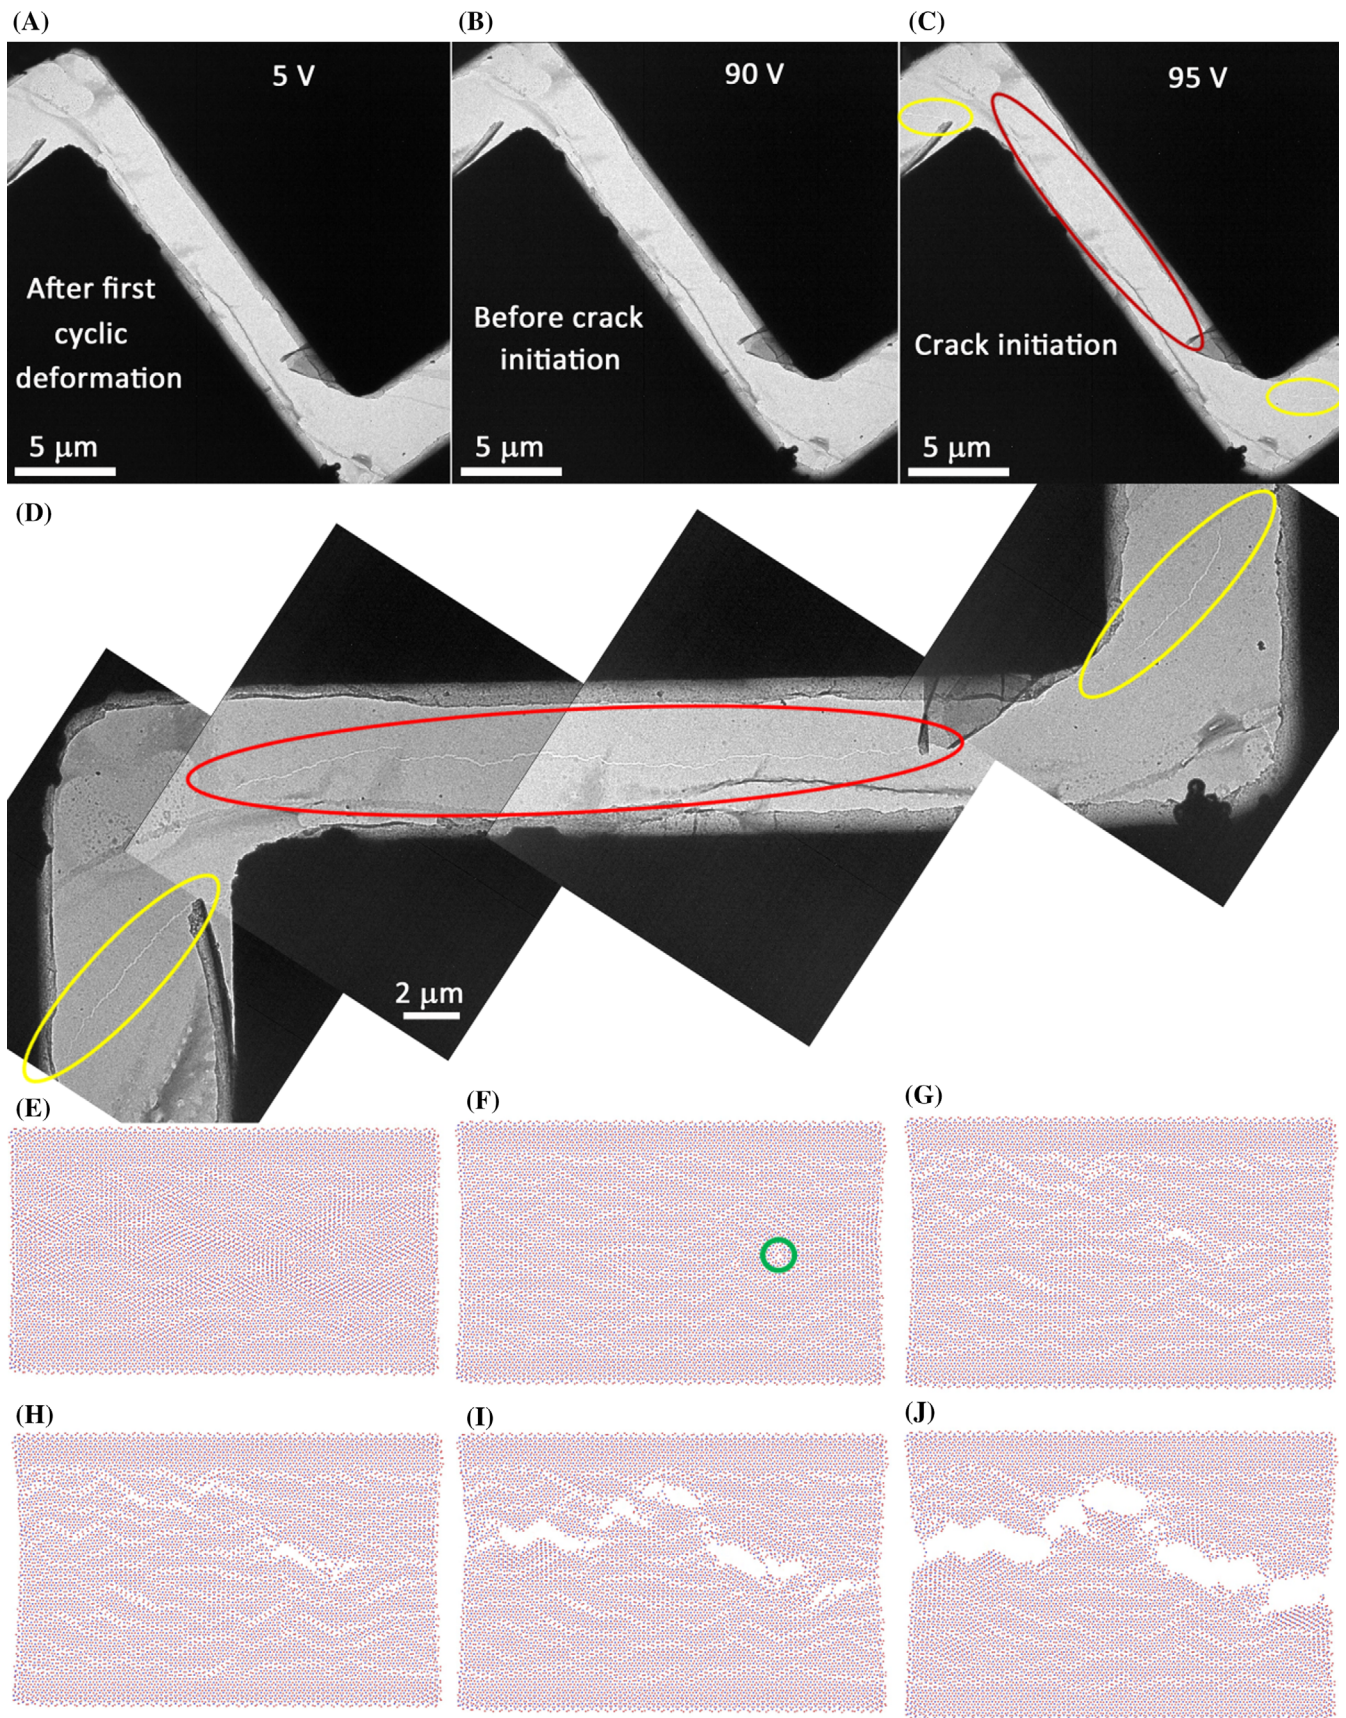 (A)
5 V
After first
cyclic
deformation
5 μm
(B)
90 V
Before crack
initiation
5 μm
(C)
95 V
Crack initiation
5 μm
(D)
2 μm
(E)
(F)
(G)
(H)
(I)
(J)